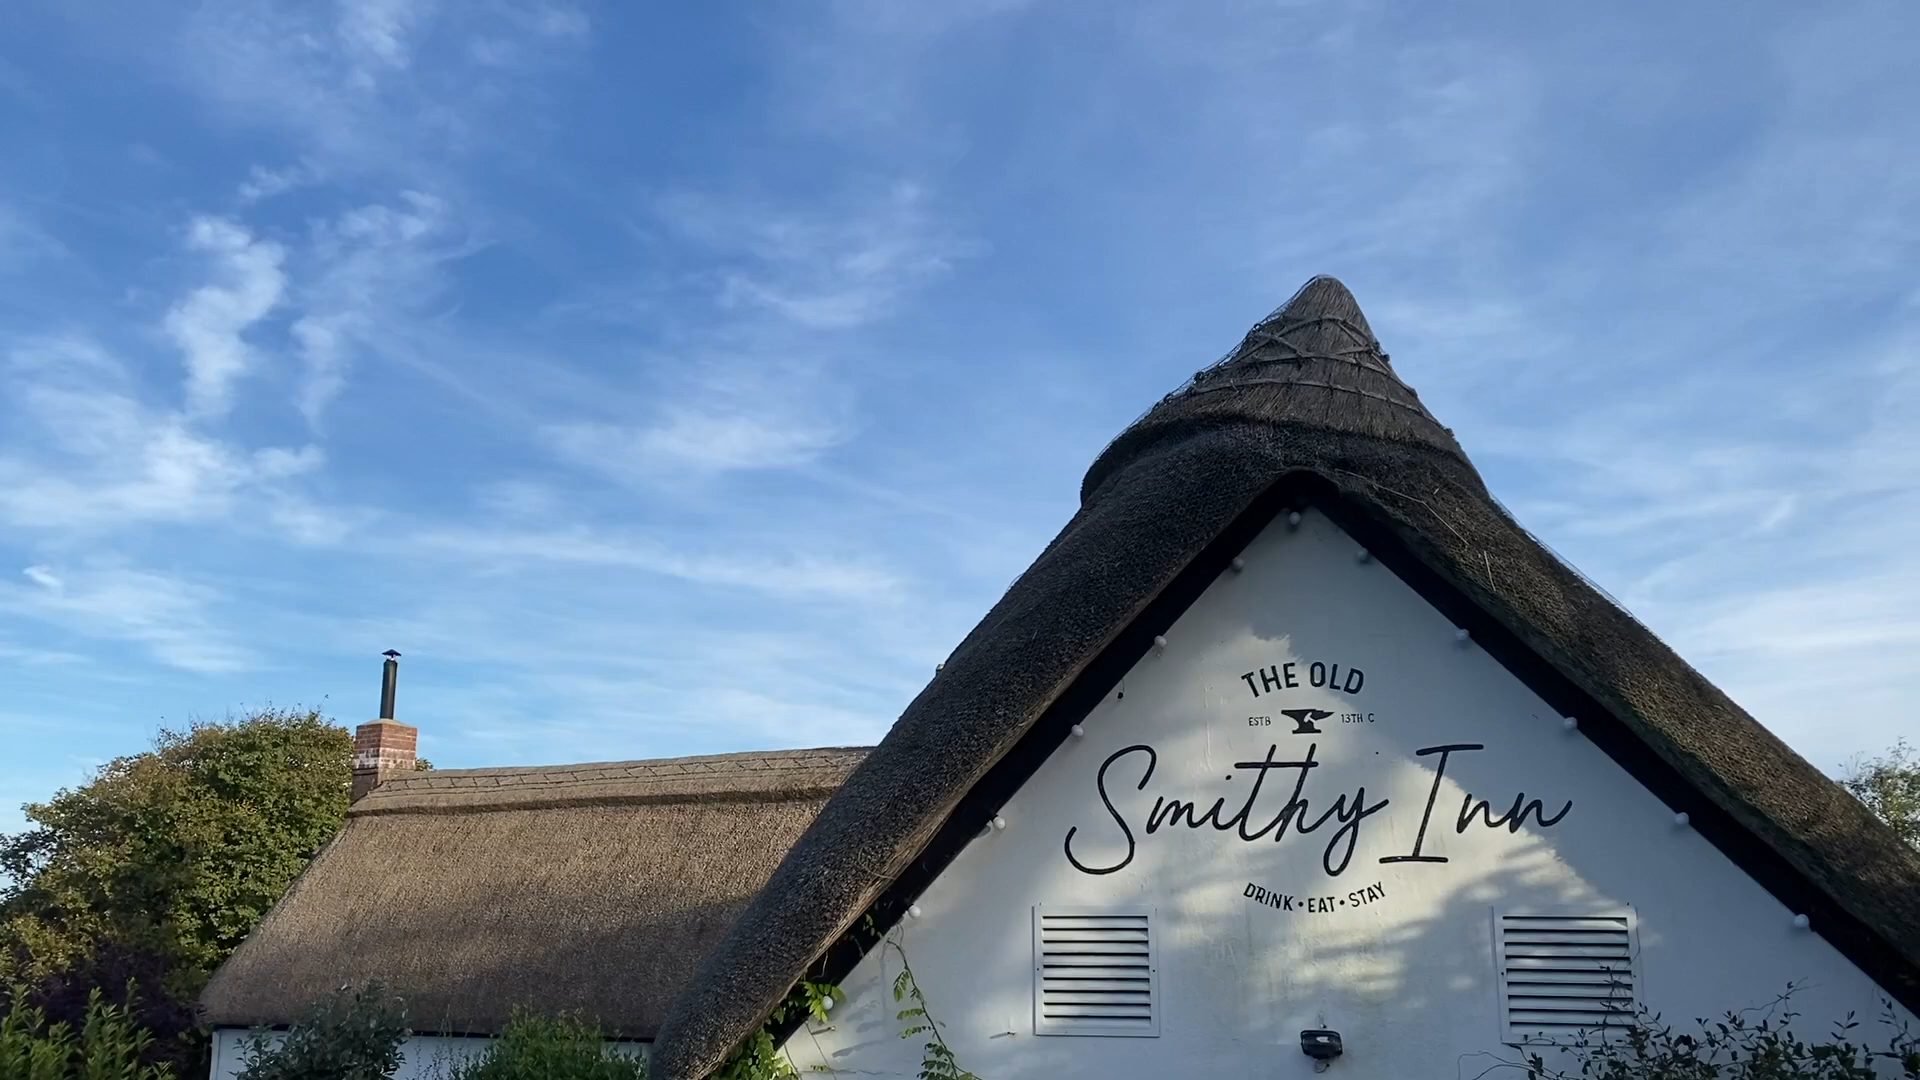 THE OLD
ESTB 13TH C
Smithy Inn
DRINK • EAT • STAY